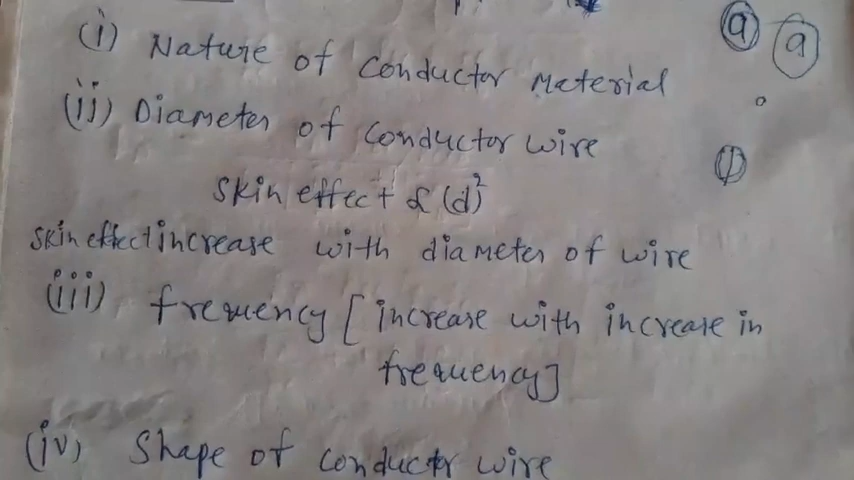 (i) Nature of Conductor Material
(ii) Diameter of Conductor wire
Skin effect α (d)²
skin effect increase with diameter of wire
(iii) frequency [increase with increase in
frequency]
(iv) Shape of conductor wire